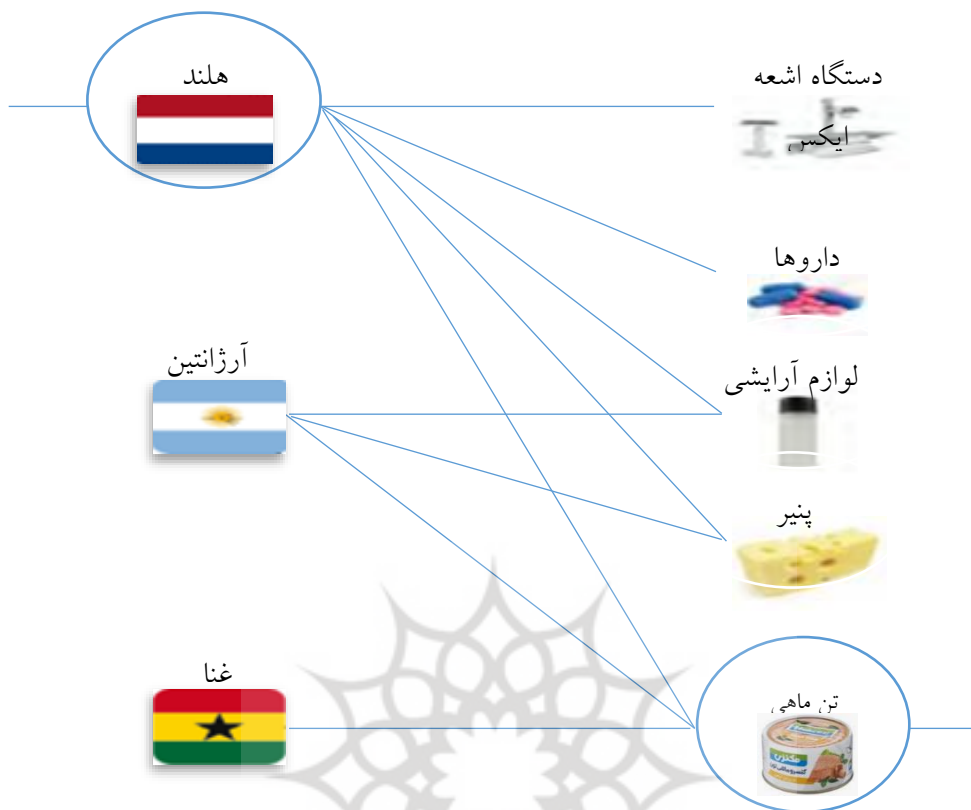 هلند
دستگاه اشعه
ایکس
داروها
آرژانتین
لوازم آرایشی
پنیر
غنا
تن ماهی